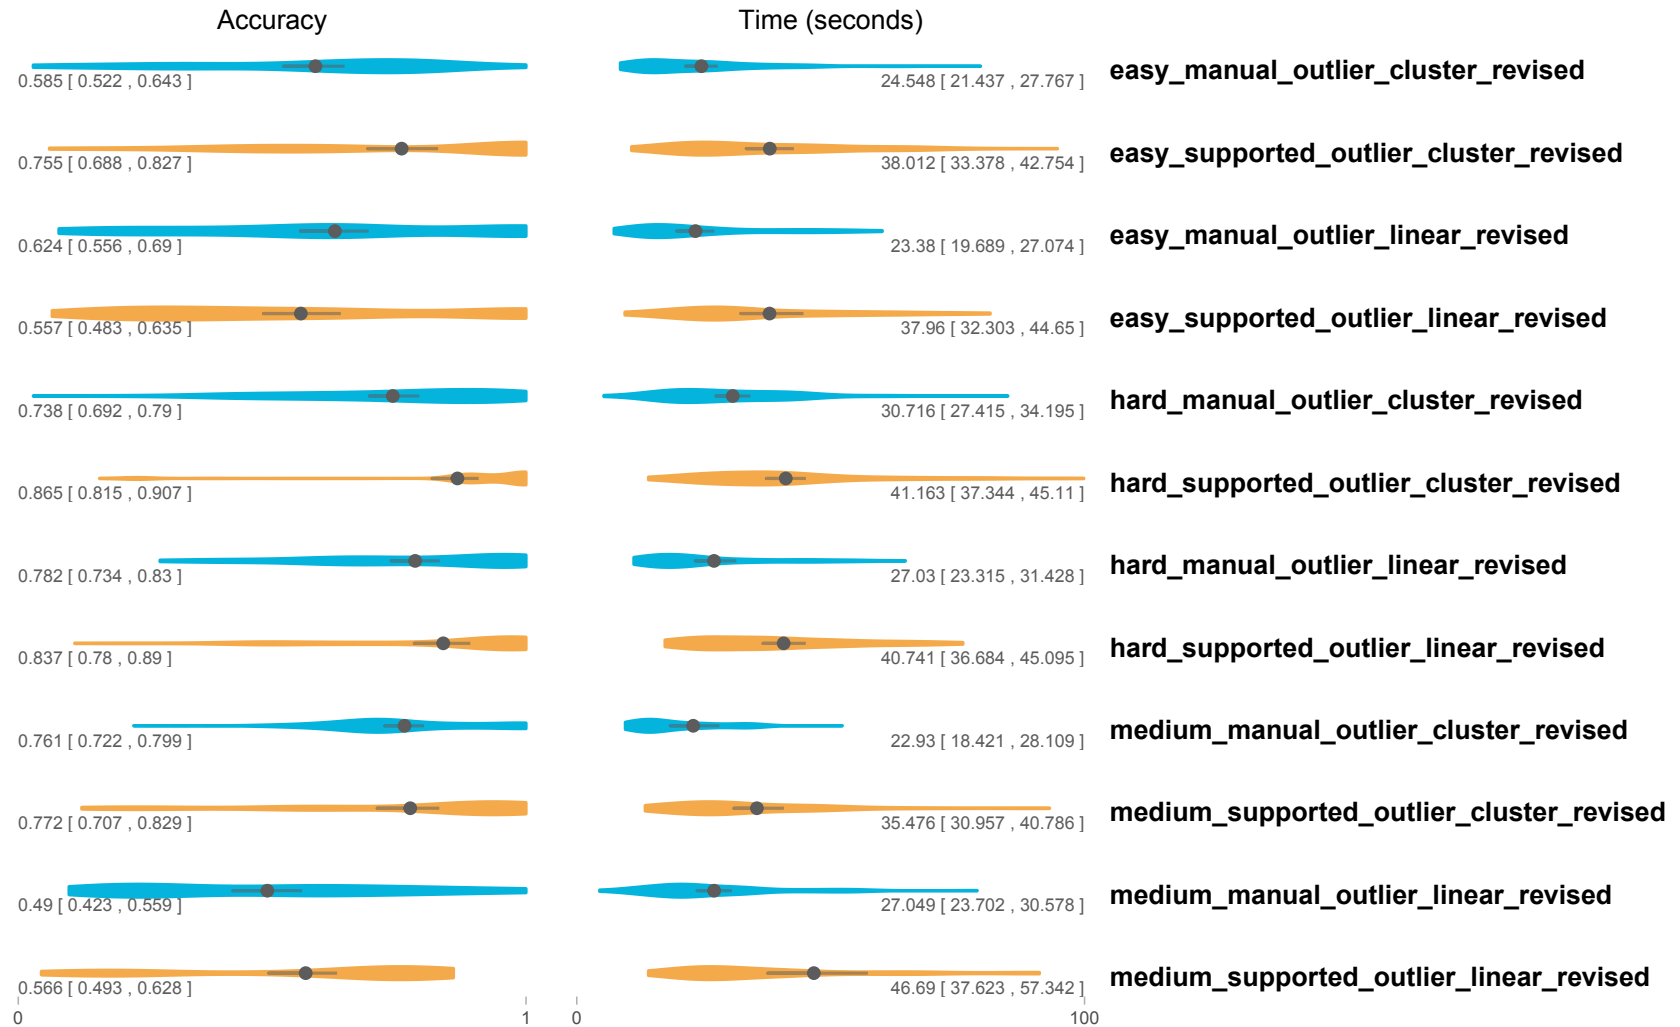 Accuracy Time (seconds)
0.585 [ 0.522 , 0.643 ] 24.548 [ 21.437 , 27.767 ] easy_manual_outlier_cluster_revised
0.755 [ 0.688 , 0.827 ] 38.012 [ 33.378 , 42.754 ] easy_supported_outlier_cluster_revised
0.624 [ 0.556 , 0.69 ] 23.38 [ 19.689 , 27.074 ] easy_manual_outlier_linear_revised
0.557 [ 0.483 , 0.635 ] 37.96 [ 32.303 , 44.65 ] easy_supported_outlier_linear_revised
0.738 [ 0.692 , 0.79 ] 30.716 [ 27.415 , 34.195 ] hard_manual_outlier_cluster_revised
0.865 [ 0.815 , 0.907 ] 41.163 [ 37.344 , 45.11 ] hard_supported_outlier_cluster_revised
0.782 [ 0.734 , 0.83 ] 27.03 [ 23.315 , 31.428 ] hard_manual_outlier_linear_revised
0.837 [ 0.78 , 0.89 ] 40.741 [ 36.684 , 45.095 ] hard_supported_outlier_linear_revised
0.761 [ 0.722 , 0.799 ] 22.93 [ 18.421 , 28.109 ] medium_manual_outlier_cluster_revised
0.772 [ 0.707 , 0.829 ] 35.476 [ 30.957 , 40.786 ] medium_supported_outlier_cluster_revised
0.49 [ 0.423 , 0.559 ] 27.049 [ 23.702 , 30.578 ] medium_manual_outlier_linear_revised
0.566 [ 0.493 , 0.628 ] 46.69 [ 37.623 , 57.342 ] medium_supported_outlier_linear_revised
0 1 0 100